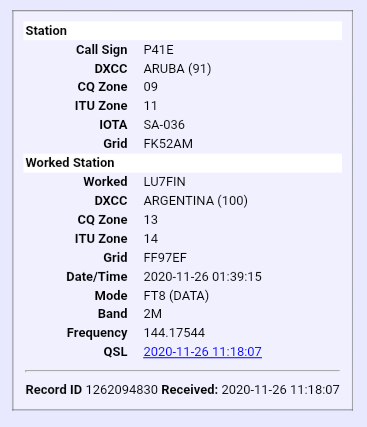 Station
Call Sign P41E
DXCC ARUBA (91)
CQ Zone 09
ITU Zone 11
IOTA SA-036
Grid FK52AM
Worked Station
Worked LU7FIN
DXCC ARGENTINA (100)
CQ Zone 13
ITU Zone 14
Grid FF97EF
Date/Time 2020-11-26 01:39:15
Mode FT8 (DATA)
Band 2M
Frequency 144.17544
QSL 2020-11-26 11:18:07
Record ID 1262094830 Received: 2020-11-26 11:18:07